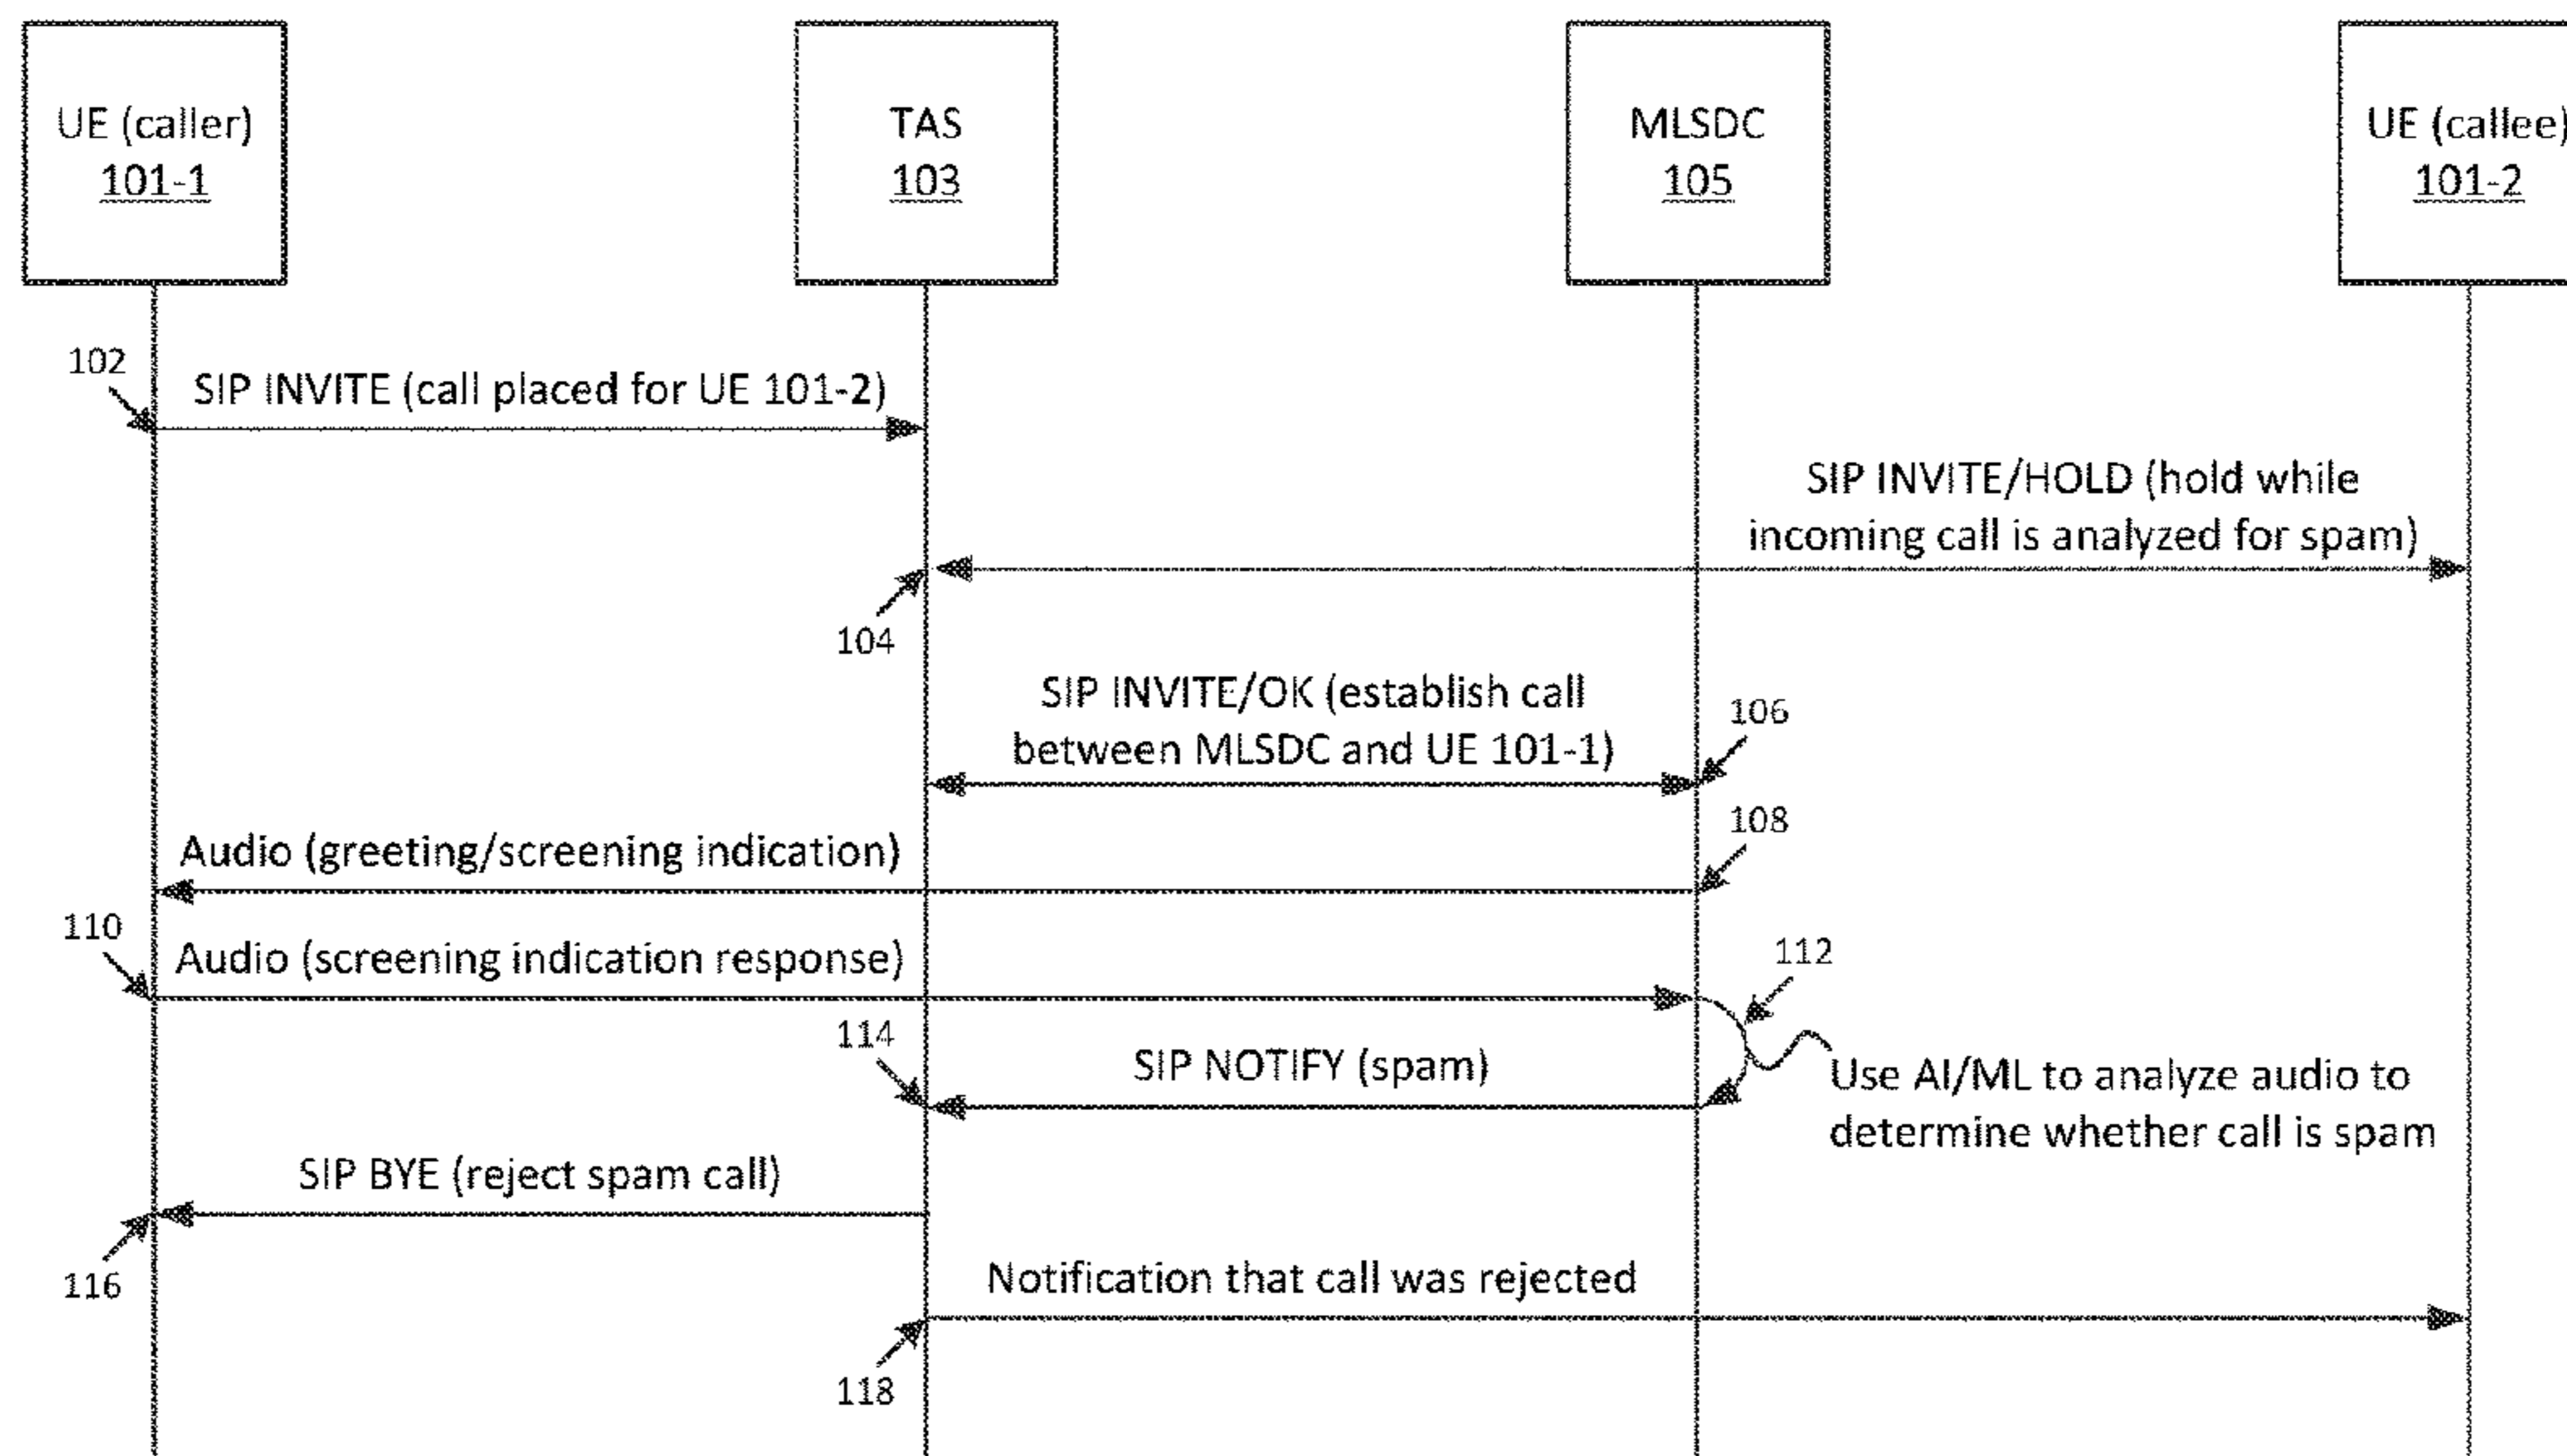 UE (caller)
101-1
TAS
103
MLSDC
105
UE (callee)
101-2
102
SIP INVITE (call placed for UE 101-2)
SIP INVITE/HOLD (hold while
incoming call is analyzed for spam)
104
SIP INVITE/OK (establish call
between MLSDC and UE 101-1)
106
108
Audio (greeting/screening indication)
110
Audio (screening indication response)
112
114
SIP NOTIFY (spam)
Use AI/ML to analyze audio to
determine whether call is spam
SIP BYE (reject spam call)
116
Notification that call was rejected
118